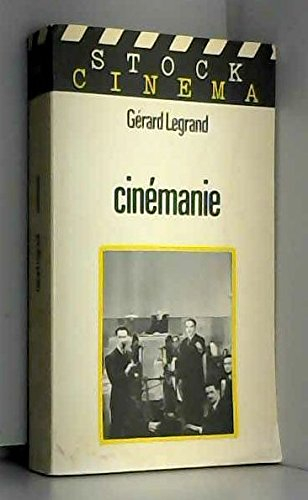 STOCK
CINEMA
Gérard Legrand
cinémanie